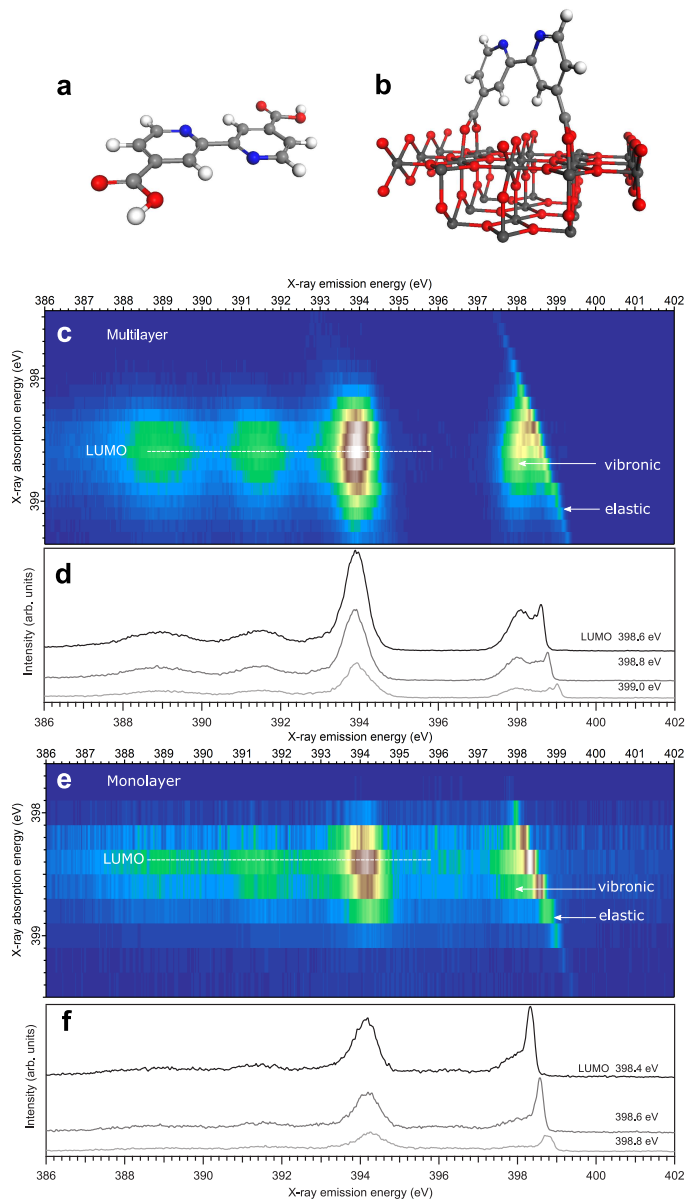 a
b
X-ray emission energy (eV)
386 387 388 389 390 391 392 393 394 395 396 397 398 399 400 401 402
c Multilayer
X-ray absorption energy (eV)
398
399
LUMO
vibronic
elastic
d
Intensity (arb. units)
LUMO 398.6 eV
398.8 eV
399.0 eV
386 388 390 392 394 396 398 400 402
X-ray emission energy (eV)
386 387 388 389 390 391 392 393 394 395 396 397 398 399 400 401 402
e Monolayer
X-ray absorption energy (eV)
398
399
LUMO
vibronic
elastic
f
Intensity (arb. units)
LUMO 398.4 eV
398.6 eV
398.8 eV
386 388 390 392 394 396 398 400 402
X-ray emission energy (eV)